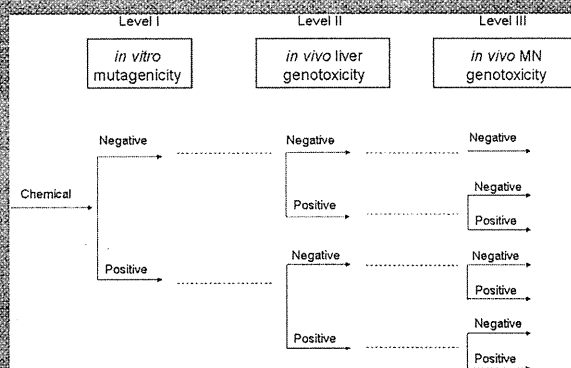 Level I Level II Level III
in vitro in vivo liver in vivo MN
mutagenicity genotoxicity genotoxicity
Negative Negative Negative
Negative
Chemical
Positive Positive
Negative Negative
Positive Positive
Negative
Positive Positive